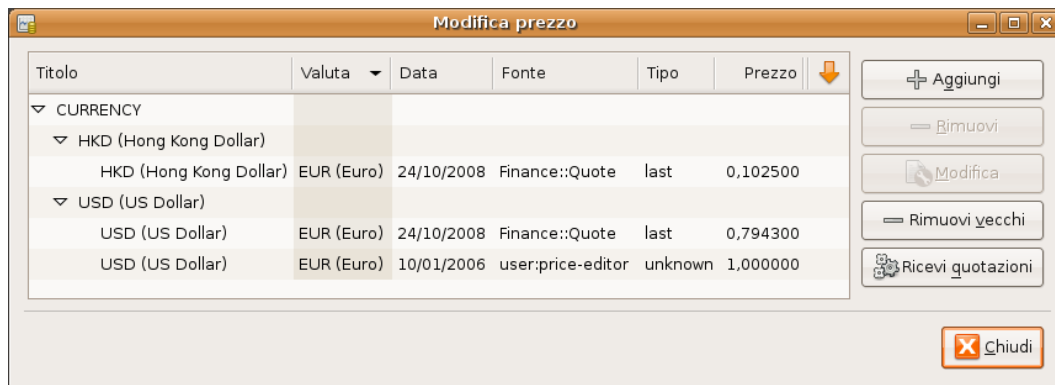 Modifica prezzo
Titolo Valuta Data Fonte Tipo Prezzo
CURRENCY
HKD (Hong Kong Dollar)
HKD (Hong Kong Dollar) EUR (Euro) 24/10/2008 Finance::Quote last 0,102500
USD (US Dollar)
USD (US Dollar) EUR (Euro) 24/10/2008 Finance::Quote last 0,794300
USD (US Dollar) EUR (Euro) 10/01/2006 user:price-editor unknown 1,000000
Aggiungi
Rimuovi
Modifica
Rimuovi vecchi
Ricevi quotazioni
Chiudi